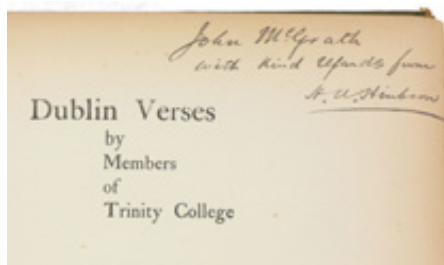 John McGrath
with kind regards from
H. A. Hinkson
Dublin Verses
by
Members
of
Trinity College